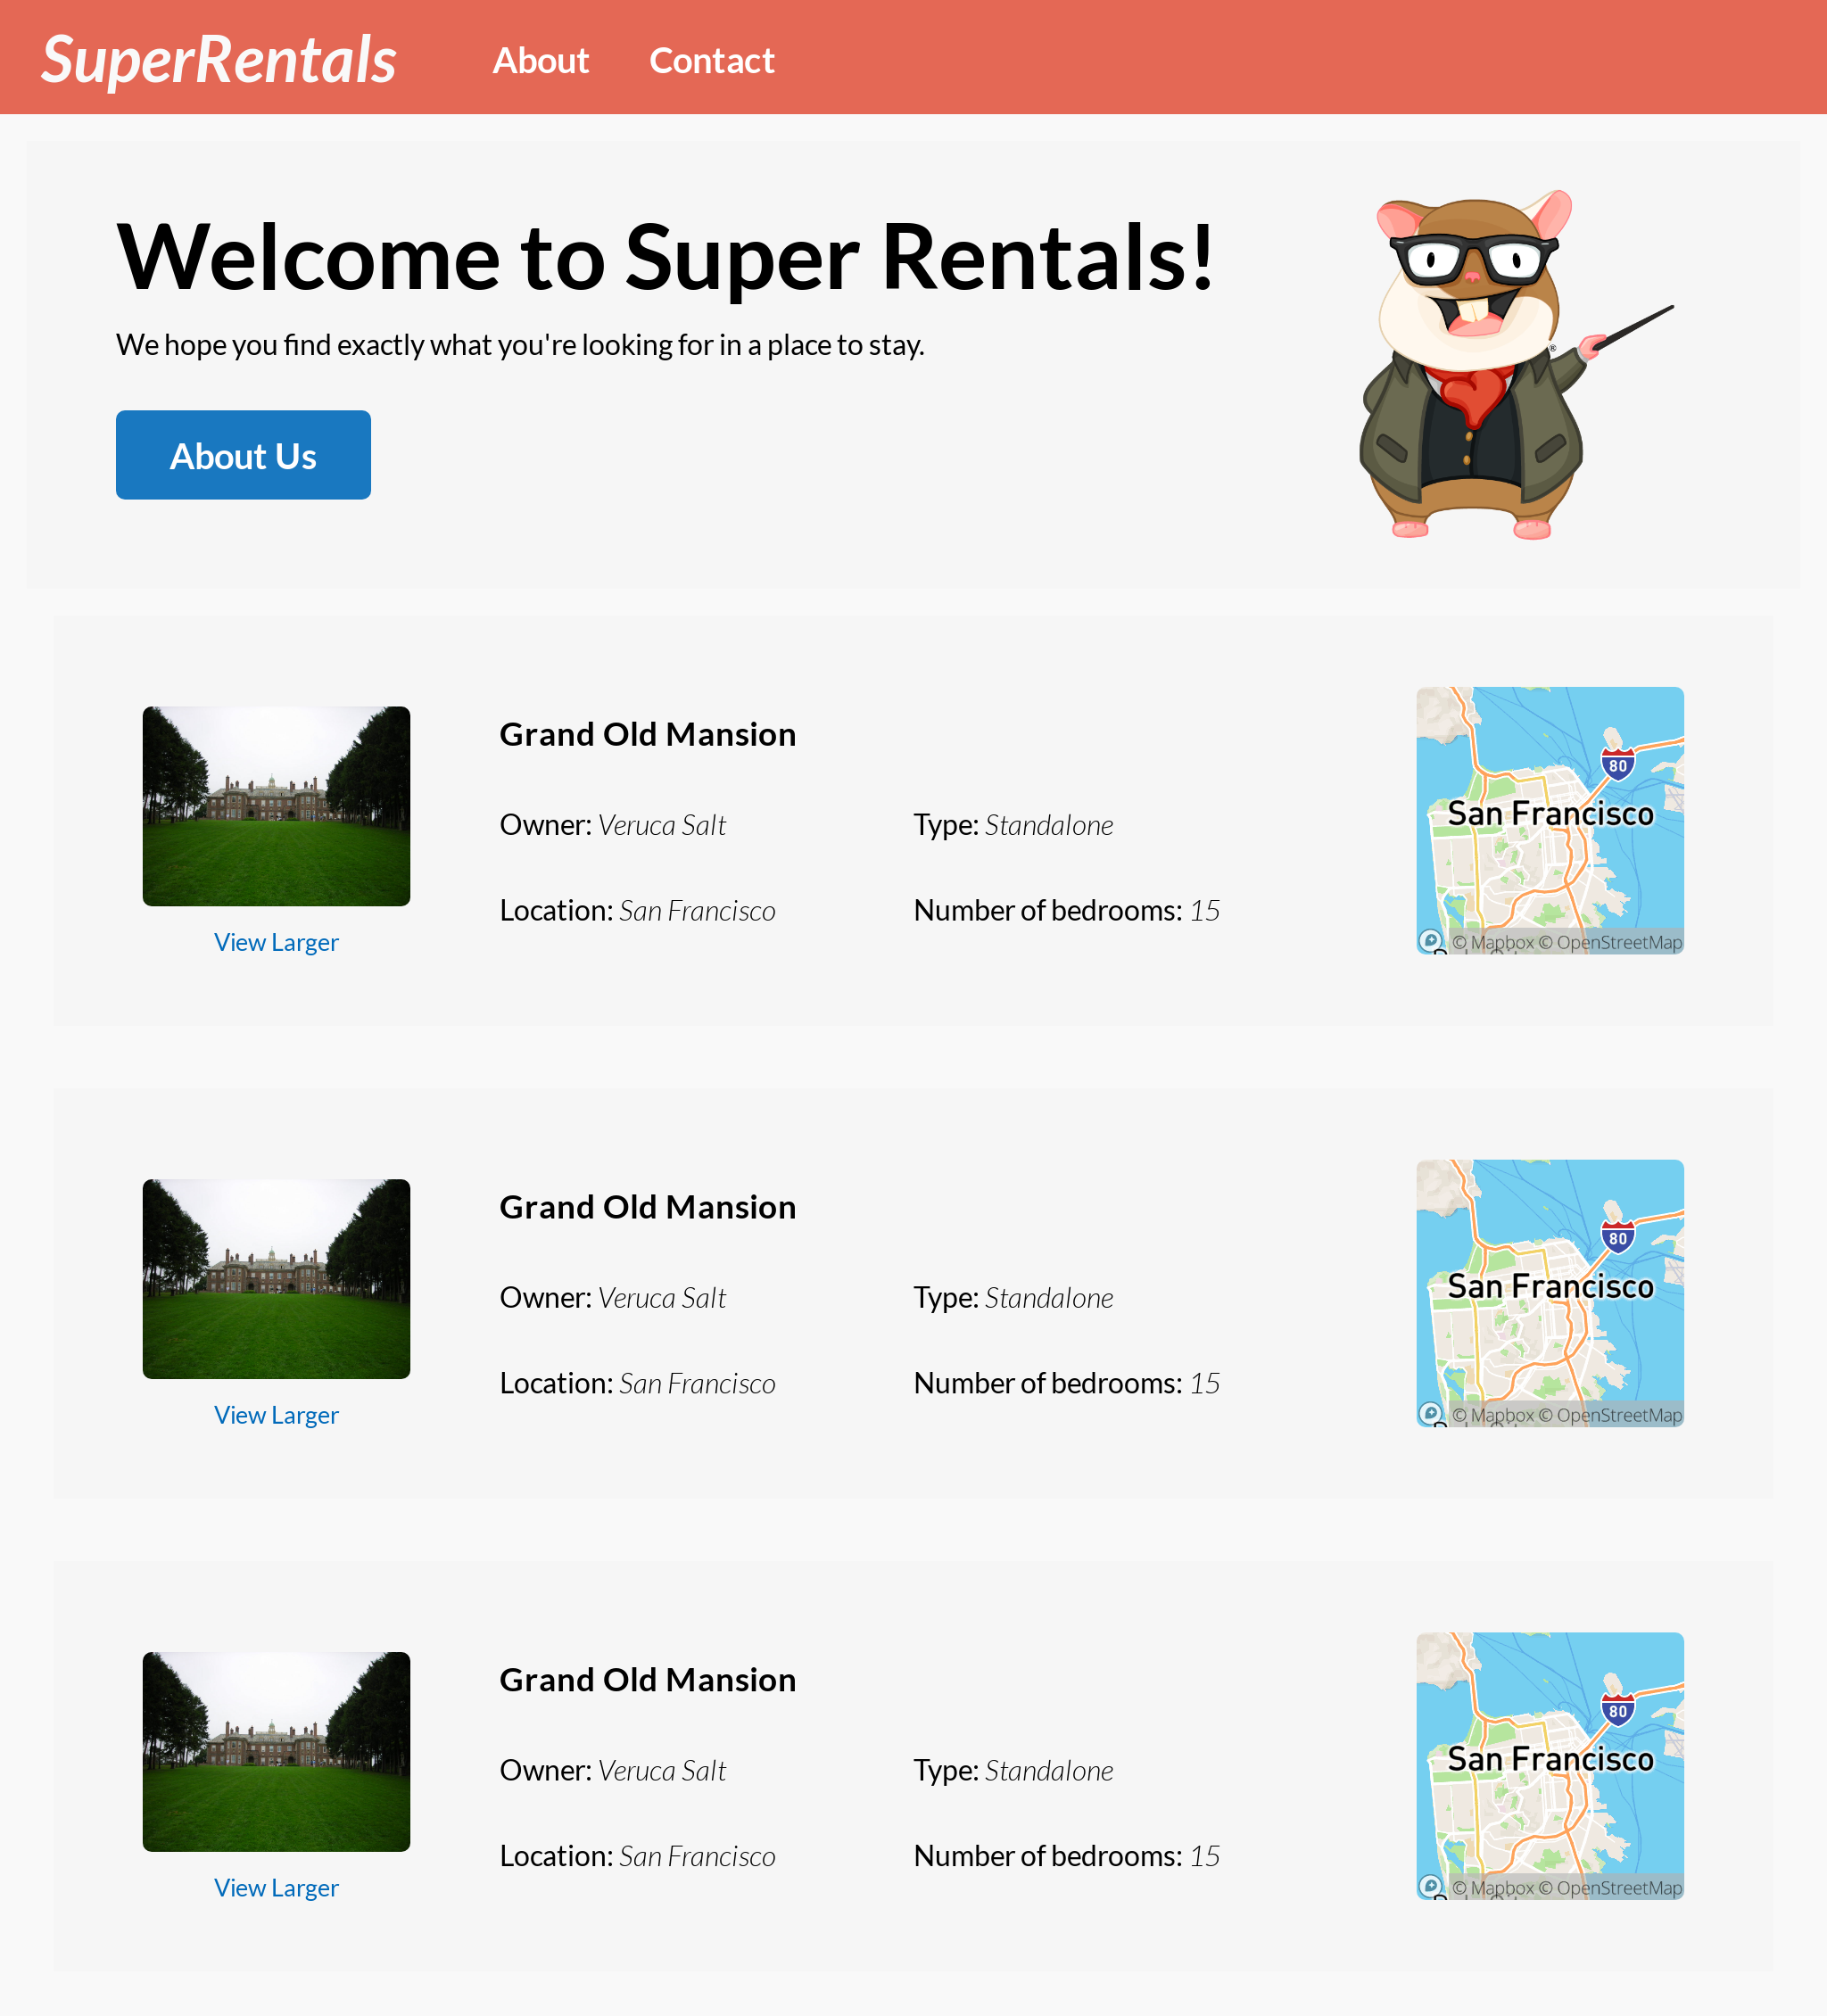 SuperRentals
About
Contact
Welcome to Super Rentals!
We hope you find exactly what you're looking for in a place to stay.
About Us
®
Grand Old Mansion
Owner: Veruca Salt
Type: Standalone
Location: San Francisco
Number of bedrooms: 15
View Larger
80
San Francisco
© Mapbox © OpenStreetMap
Grand Old Mansion
Owner: Veruca Salt
Type: Standalone
Location: San Francisco
Number of bedrooms: 15
View Larger
80
San Francisco
© Mapbox © OpenStreetMap
Grand Old Mansion
Owner: Veruca Salt
Type: Standalone
Location: San Francisco
Number of bedrooms: 15
View Larger
80
San Francisco
© Mapbox © OpenStreetMap